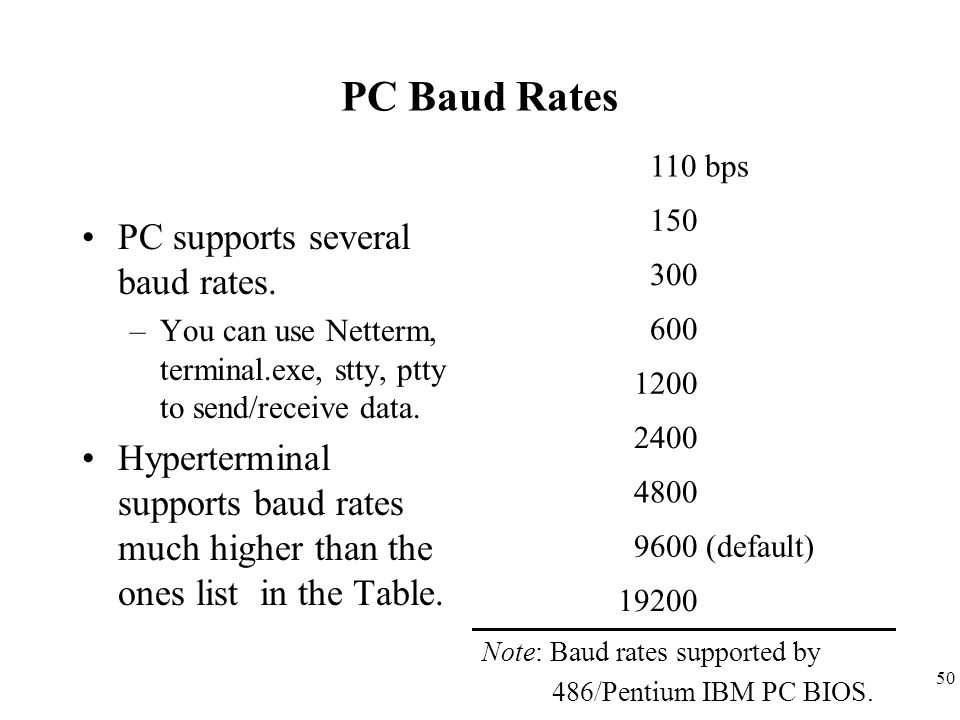 PC Baud Rates
• PC supports several
baud rates.
– You can use Netterm,
terminal.exe, stty, ptty
to send/receive data.
• Hyperterminal
supports baud rates
much higher than the
ones list in the Table.
110 bps
150
300
600
1200
2400
4800
9600 (default)
19200
Note: Baud rates supported by
486/Pentium IBM PC BIOS.
50